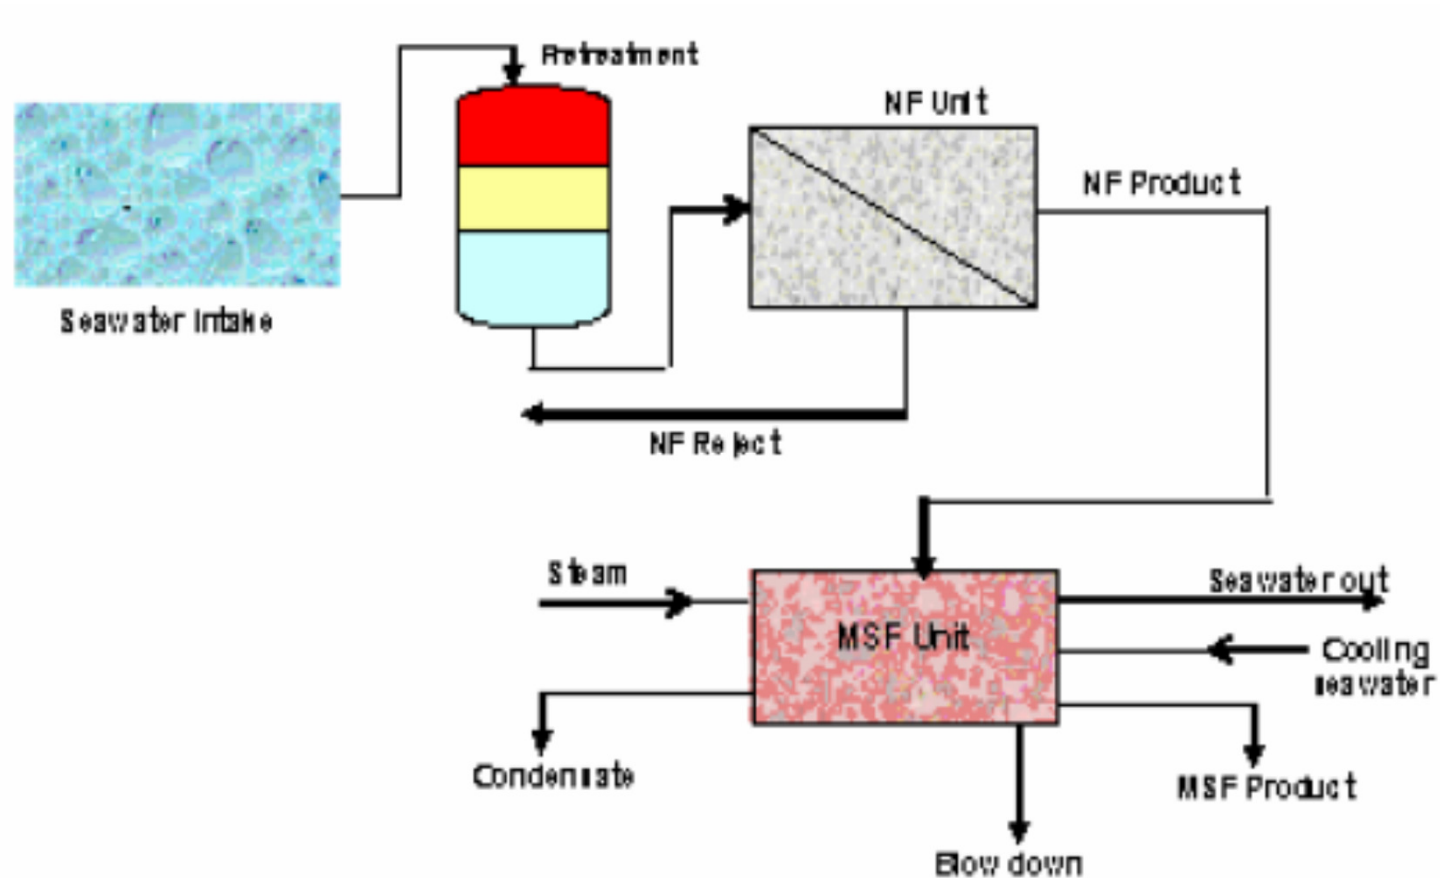 Pretreatment
NF Unit
NF Product
Seawater Intake
NF Reject
Steam
Seawater out
MSF Unit
Cooling
seawater
Condensate
MSF Product
Blow down